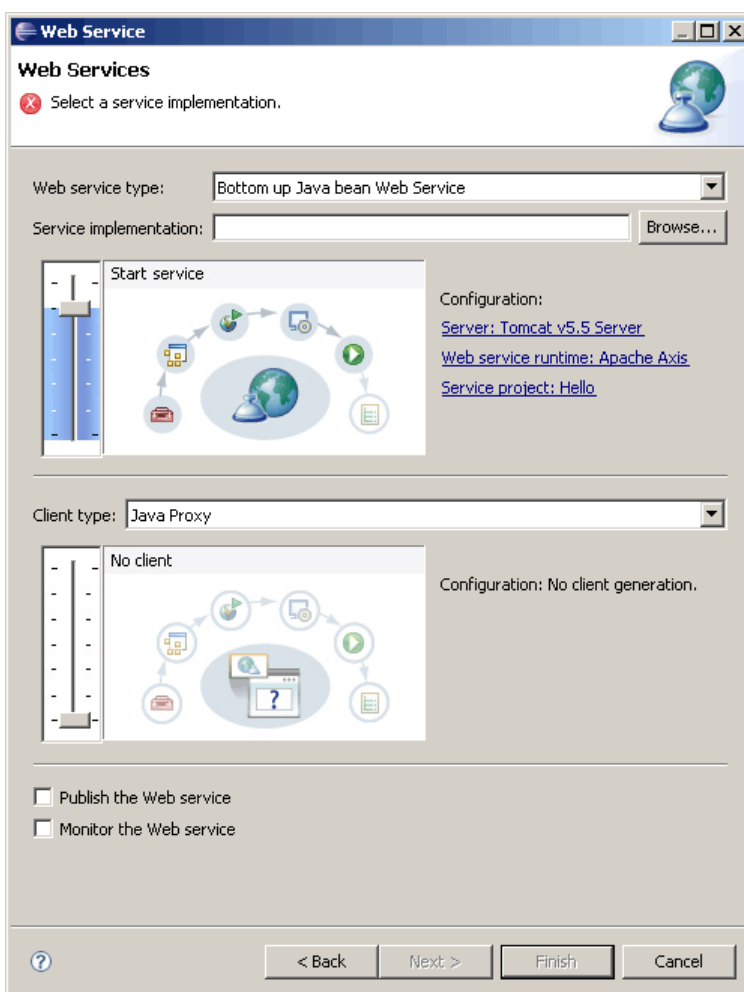 Web Service
Web Services
Select a service implementation.
Web service type: Bottom up Java bean Web Service
Service implementation: Browse...
Start service
Configuration:
Server: Tomcat v5.5 Server
Web service runtime: Apache Axis
Service project: Hello
Client type: Java Proxy
No client
Configuration: No client generation.
Publish the Web service
Monitor the Web service
< Back Next > Finish Cancel